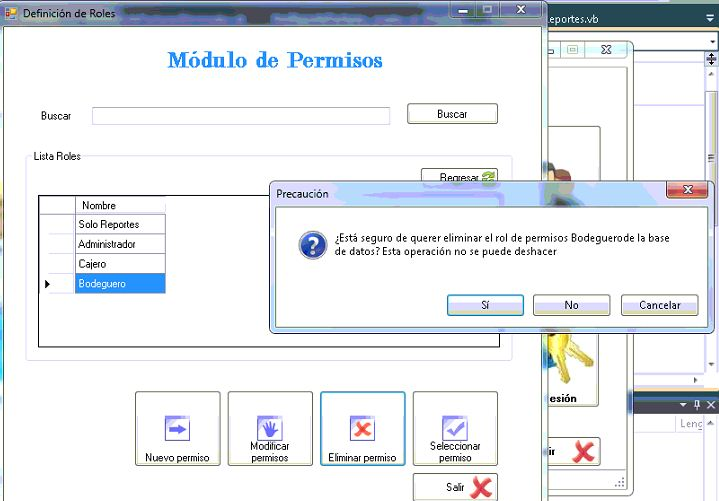 Definición de Roles
eportes.vb
Módulo de Permisos
Buscar
Buscar
Lista Roles
Regresar
Nombre
Solo Reportes
Administrador
Cajero
Bodeguero
Precaución
¿Está seguro de querer eliminar el rol de permisos Bodeguerode la base
de datos? Esta operación no se puede deshacer
Sí
No
Cancelar
esión
Nuevo permiso
Modilicar
permisos
Eliminar permiso
Seleccionar
permiso
ir
Leng
Salir